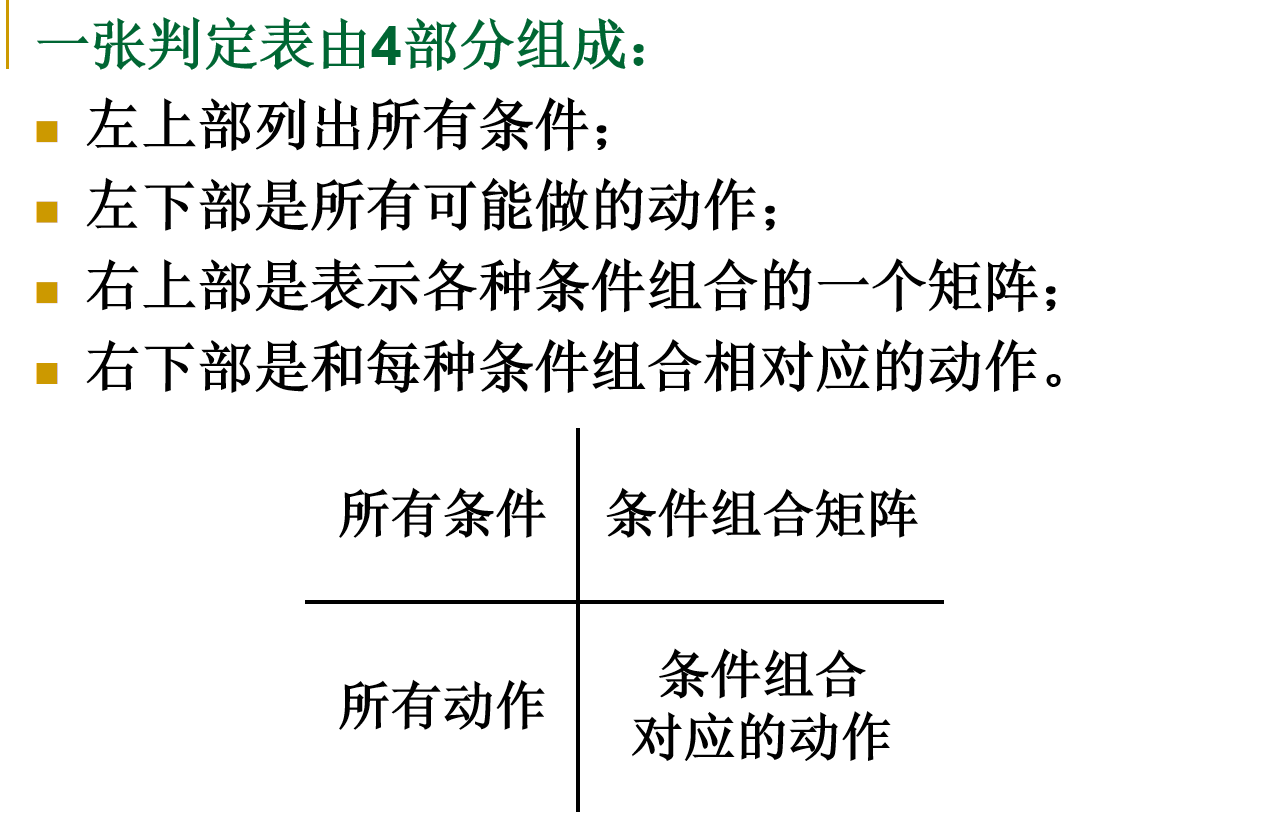 一张判定表由4部分组成：
左上部列出所有条件；
左下部是所有可能做的动作；
右上部是表示各种条件组合的一个矩阵；
右下部是和每种条件组合相对应的动作。
所有条件
条件组合矩阵
所有动作
条件组合
对应的动作